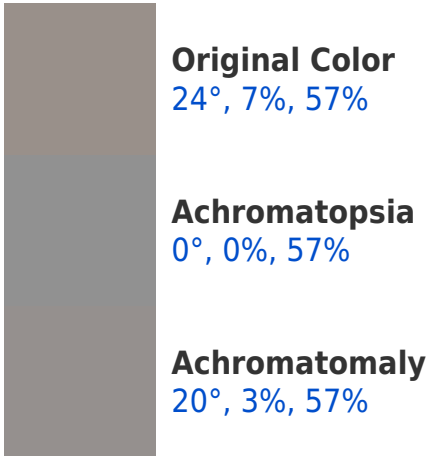 Original Color
24°, 7%, 57%
Achromatopsia
0°, 0%, 57%
Achromatomaly
20°, 3%, 57%